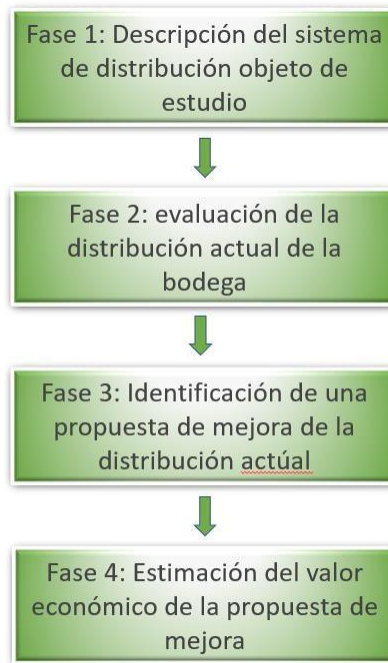 Fase 1: Descripción del sistema
de distribución objeto de
estudio
Fase 2: evaluación de la
distribución actual de la
bodega
Fase 3: Identificación de una
propuesta de mejora de la
distribución actúal
Fase 4: Estimación del valor
económico de la propuesta de
mejora